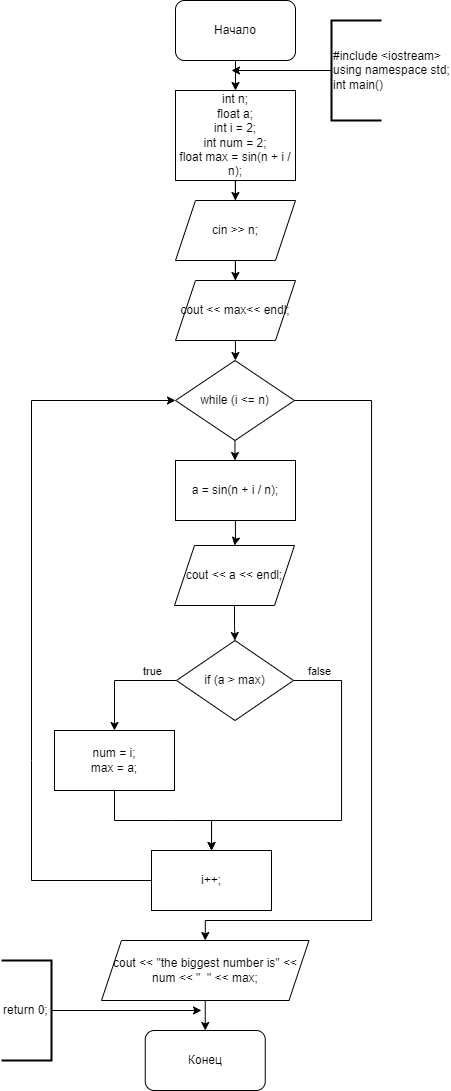 Начало
#include <iostream>
using namespace std;
int main()
int n;
float a;
int i = 2;
int num = 2;
float max = sin(n + i /
n);
cin >> n;
cout << max<< endl;
while (i <= n)
a = sin(n + i / n);
cout << a << endl;
if (a > max)
true
false
num = i;
max = a;
i++;
cout << "the biggest number is" <<
num << "  " << max;
return 0;
Конец